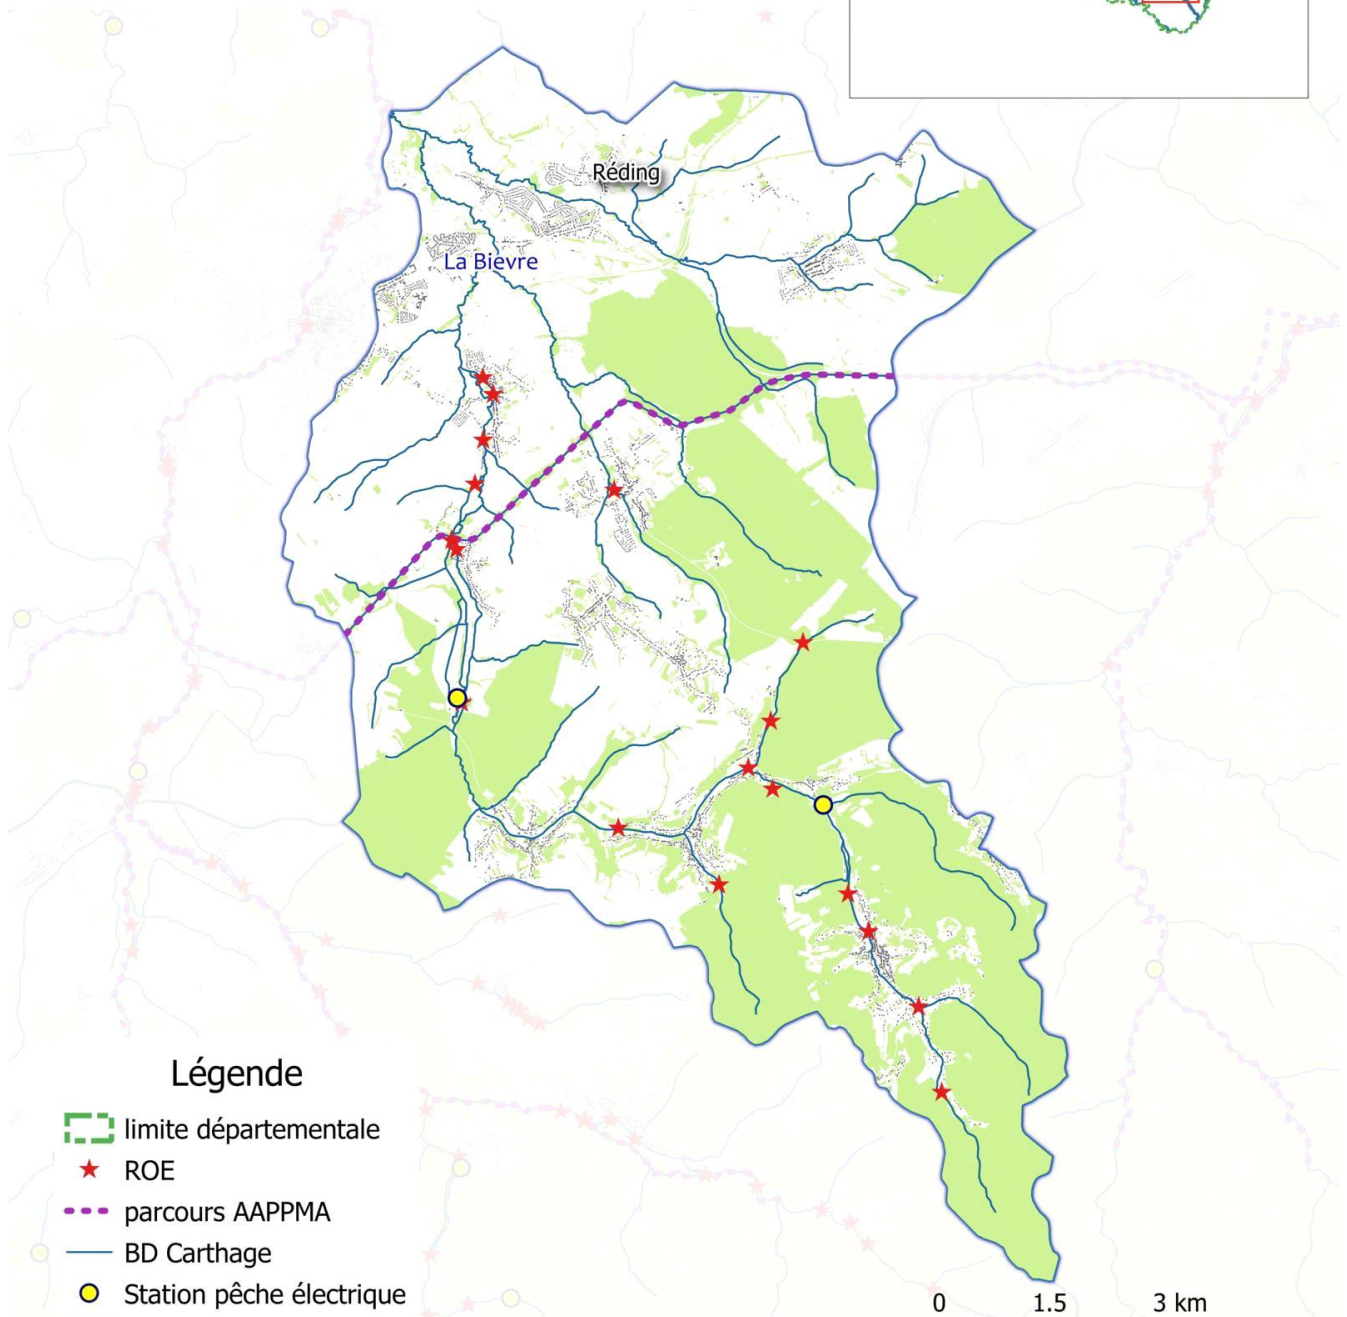 Réding
La Bievre
Légende
limite départementale
ROE
parcours AAPPMA
BD Carthage
Station pêche électrique
0 1.5 3 km